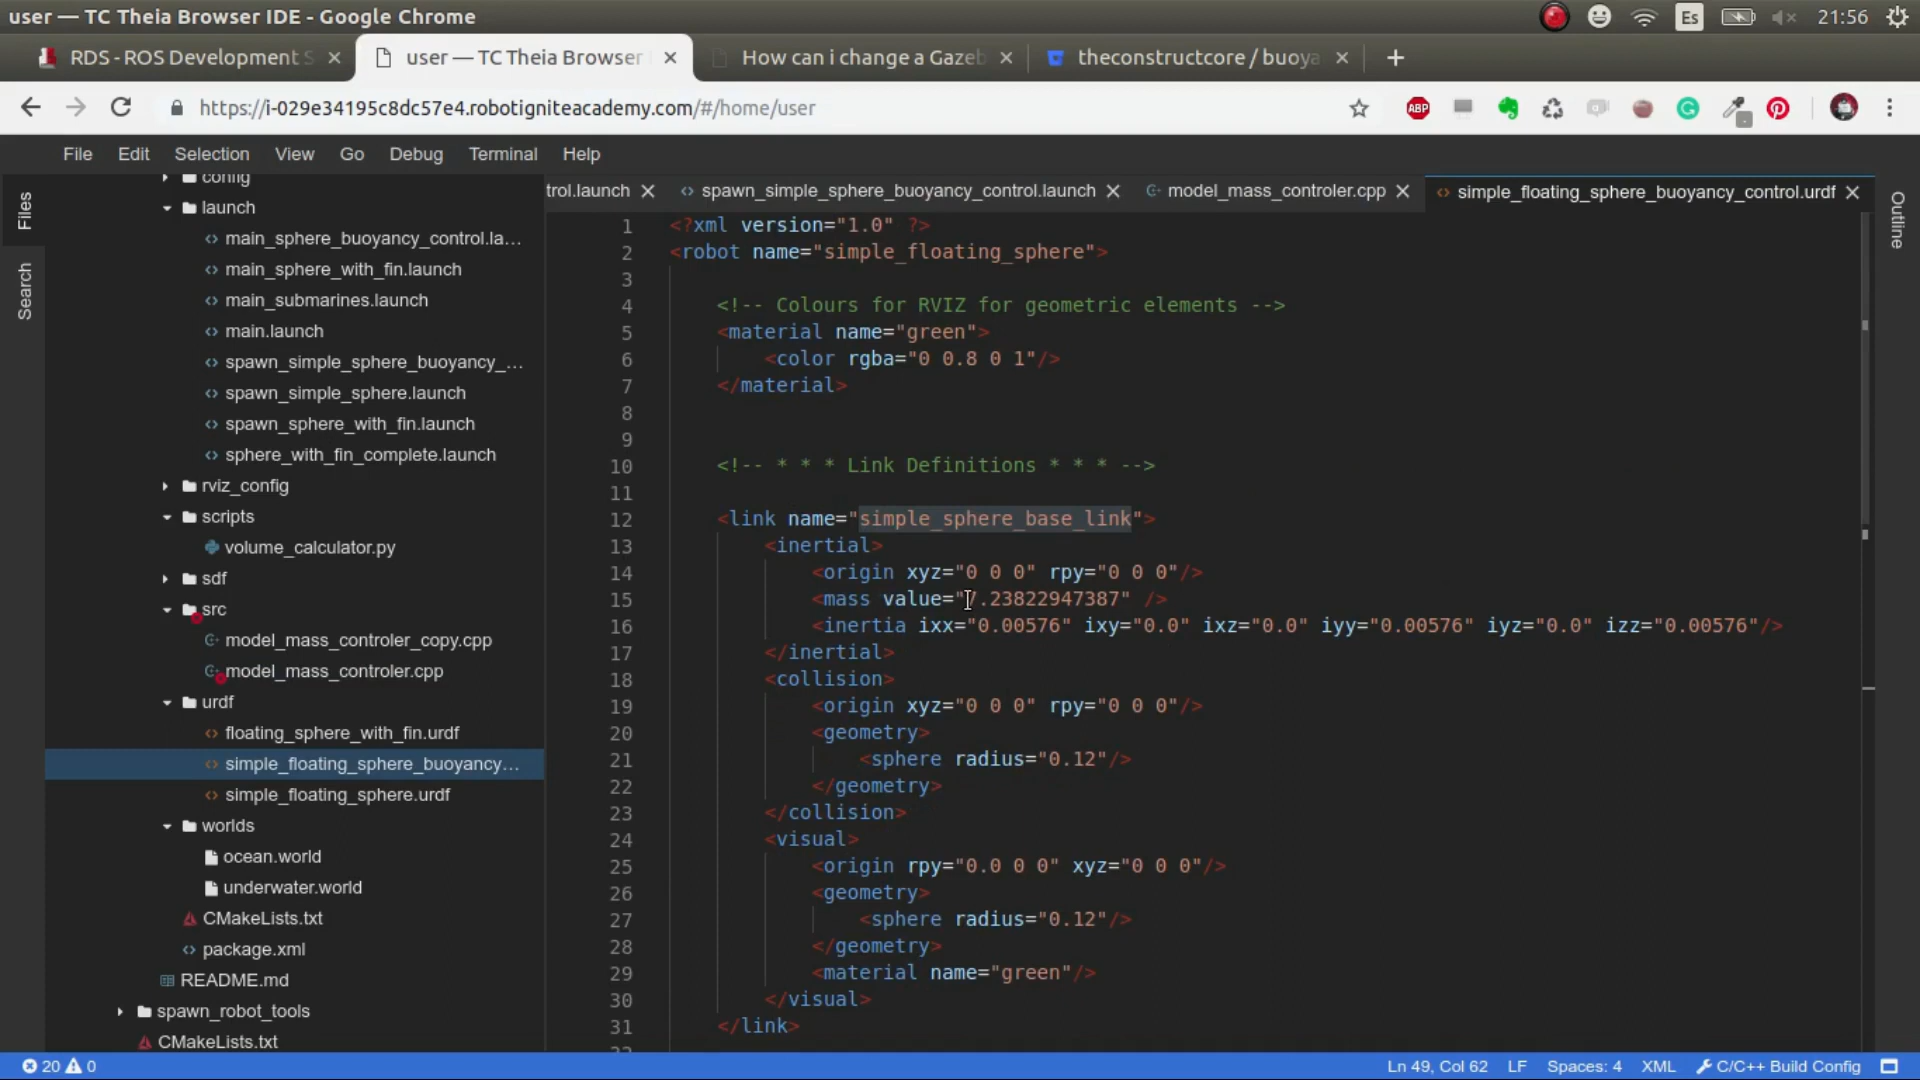 user — TC Theia Browser IDE - Google Chrome
Es
21:56
RDS - ROS Development S
user — TC Theia Browser
How can i change a Gazeb
theconstructcore / buoya
https://i-029e34195c8dc57e4.robotigniteacademy.com/#/home/user
ABP
File Edit Selection View Go Debug Terminal Help
Files
Search
Outline
config
launch
main_sphere_buoyancy_control.la...
main_sphere_with_fin.launch
main_submarines.launch
main.launch
spawn_simple_sphere_buoyancy_...
spawn_simple_sphere.launch
spawn_sphere_with_fin.launch
sphere_with_fin_complete.launch
rviz_config
scripts
volume_calculator.py
sdf
src
model_mass_controler_copy.cpp
model_mass_controler.cpp
urdf
floating_sphere_with_fin.urdf
simple_floating_sphere_buoyancy...
simple_floating_sphere.urdf
worlds
ocean.world
underwater.world
CMakeLists.txt
package.xml
README.md
spawn_robot_tools
CMakeLists.txt
trol.launch
spawn_simple_sphere_buoyancy_control.launch
model_mass_controler.cpp
simple_floating_sphere_buoyancy_control.urdf
1 <?xml version="1.0" ?>
2 <robot name="simple_floating_sphere">
3
4 <!-- Colours for RVIZ for geometric elements -->
5 <material name="green">
6 <color rgba="0 0.8 0 1"/>
7 </material>
8
9
10 <!-- * * * Link Definitions * * * -->
11
12 <link name="simple_sphere_base_link">
13 <inertial>
14 <origin xyz="0 0 0" rpy="0 0 0"/>
15 <mass value="7.23822947387" />
16 <inertia ixx="0.00576" ixy="0.0" ixz="0.0" iyy="0.00576" iyz="0.0" izz="0.00576"/>
17 </inertial>
18 <collision>
19 <origin xyz="0 0 0" rpy="0 0 0"/>
20 <geometry>
21 <sphere radius="0.12"/>
22 </geometry>
23 </collision>
24 <visual>
25 <origin rpy="0.0 0 0" xyz="0 0 0"/>
26 <geometry>
27 <sphere radius="0.12"/>
28 </geometry>
29 <material name="green"/>
30 </visual>
31 </link>
20 0
Ln 49, Col 62 LF Spaces: 4 XML C/C++ Build Config